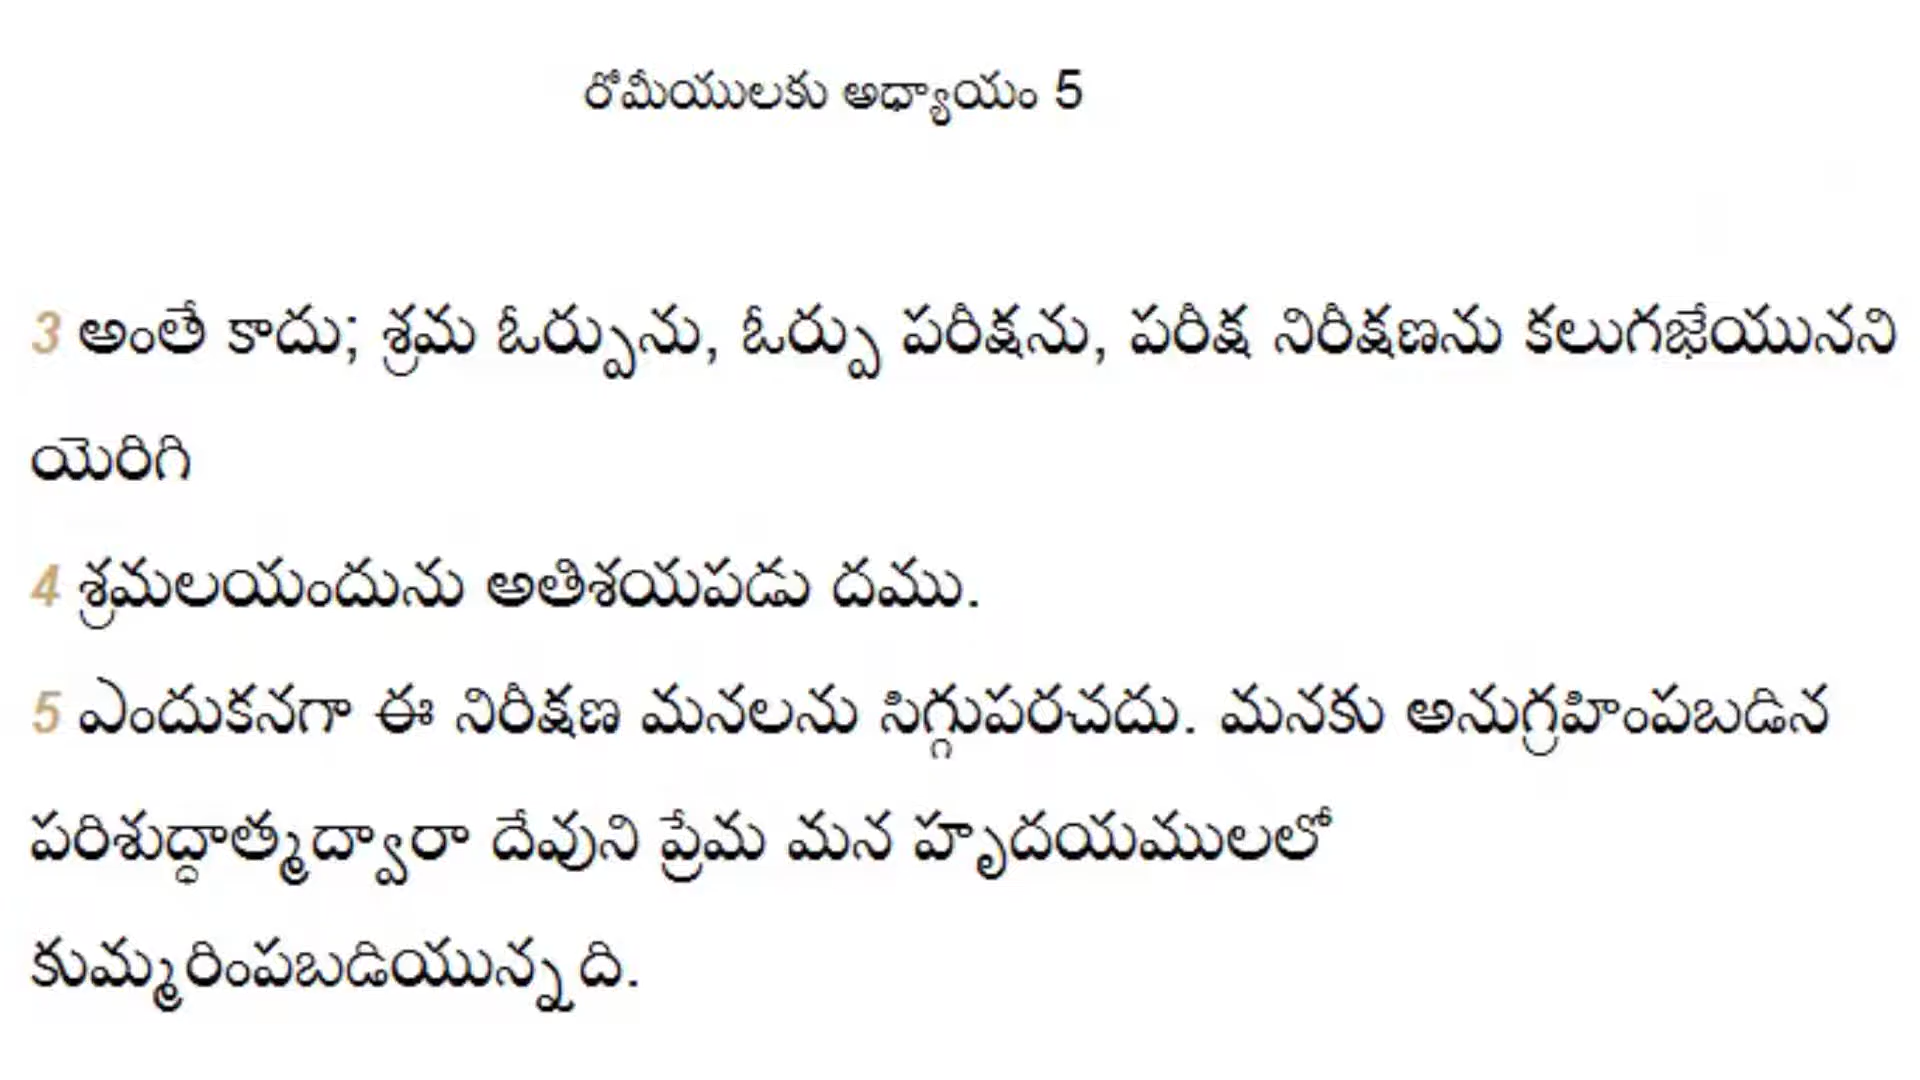 రోమీయులకు అధ్యాయం 5
3 అంతే కాదు; శ్రమ ఓర్పును, ఓర్పు పరీక్షను, పరీక్ష నిరీక్షణను కలుగజేయునని
యెరిగి
4 శ్రమలయందును అతిశయపడు దము.
5 ఎందుకనగా ఈ నిరీక్షణ మనలను సిగ్గుపరచదు. మనకు అనుగ్రహింపబడిన
పరిశుద్ధాత్మద్వారా దేవుని ప్రేమ మన హృదయములలో
కుమ్మరింపబడియున్నది.